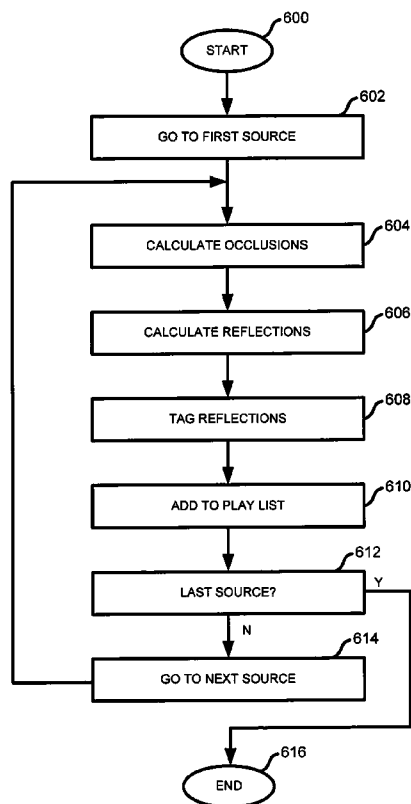 600
START
602
GO TO FIRST SOURCE
604
CALCULATE OCCLUSIONS
606
CALCULATE REFLECTIONS
608
TAG REFLECTIONS
610
ADD TO PLAY LIST
612
LAST SOURCE?
Y
N
614
GO TO NEXT SOURCE
616
END